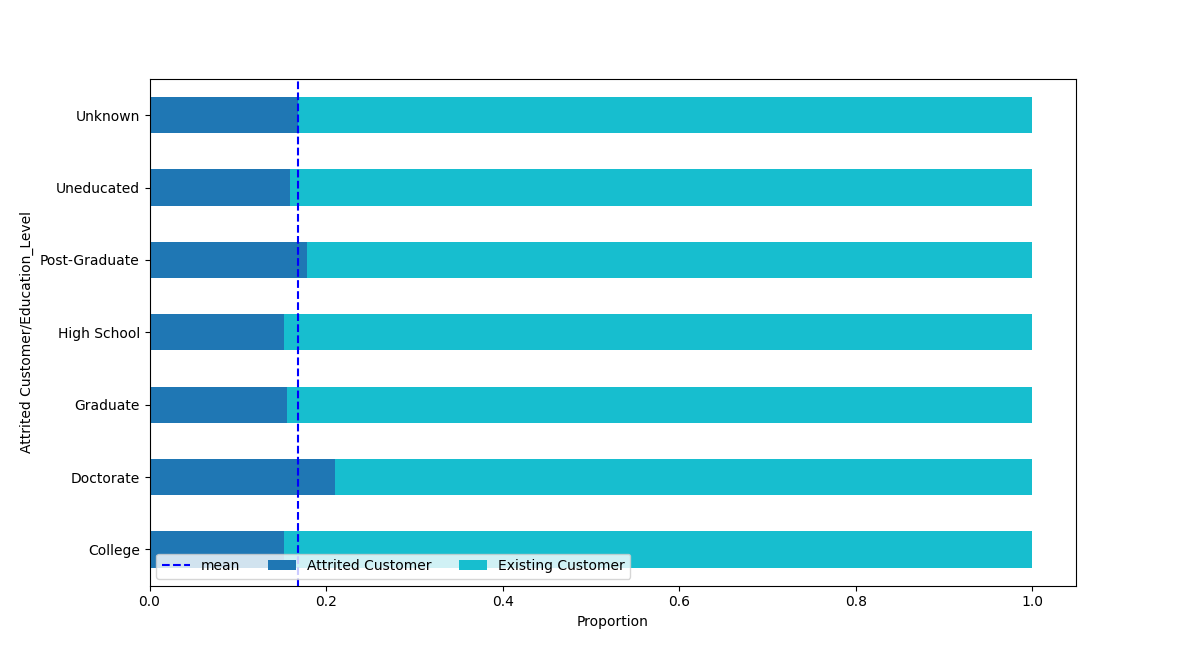 Attrited Customer/Education_Level
Unknown
Uneducated
Post-Graduate
High School
Graduate
Doctorate
College
mean Attrited Customer Existing Customer
0.0 0.2 0.4 0.6 0.8 1.0
Proportion